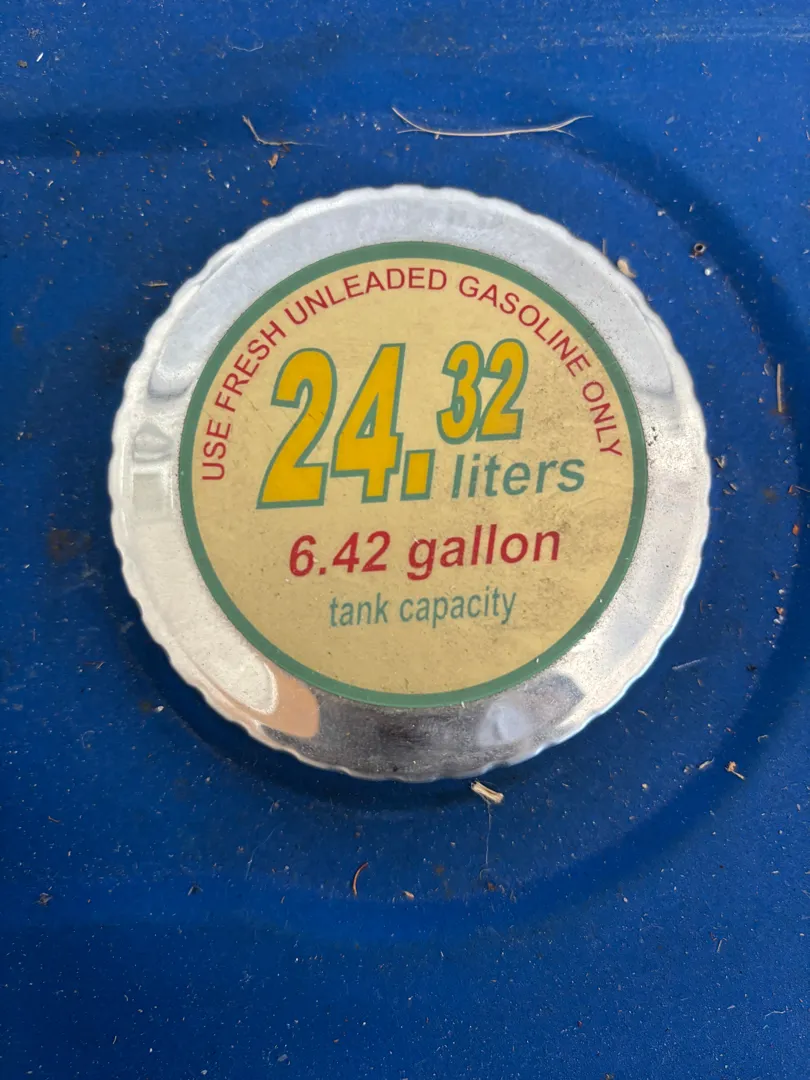 USE FRESH UNLEADED GASOLINE ONLY
24.32
liters
6.42 gallon
tank capacity